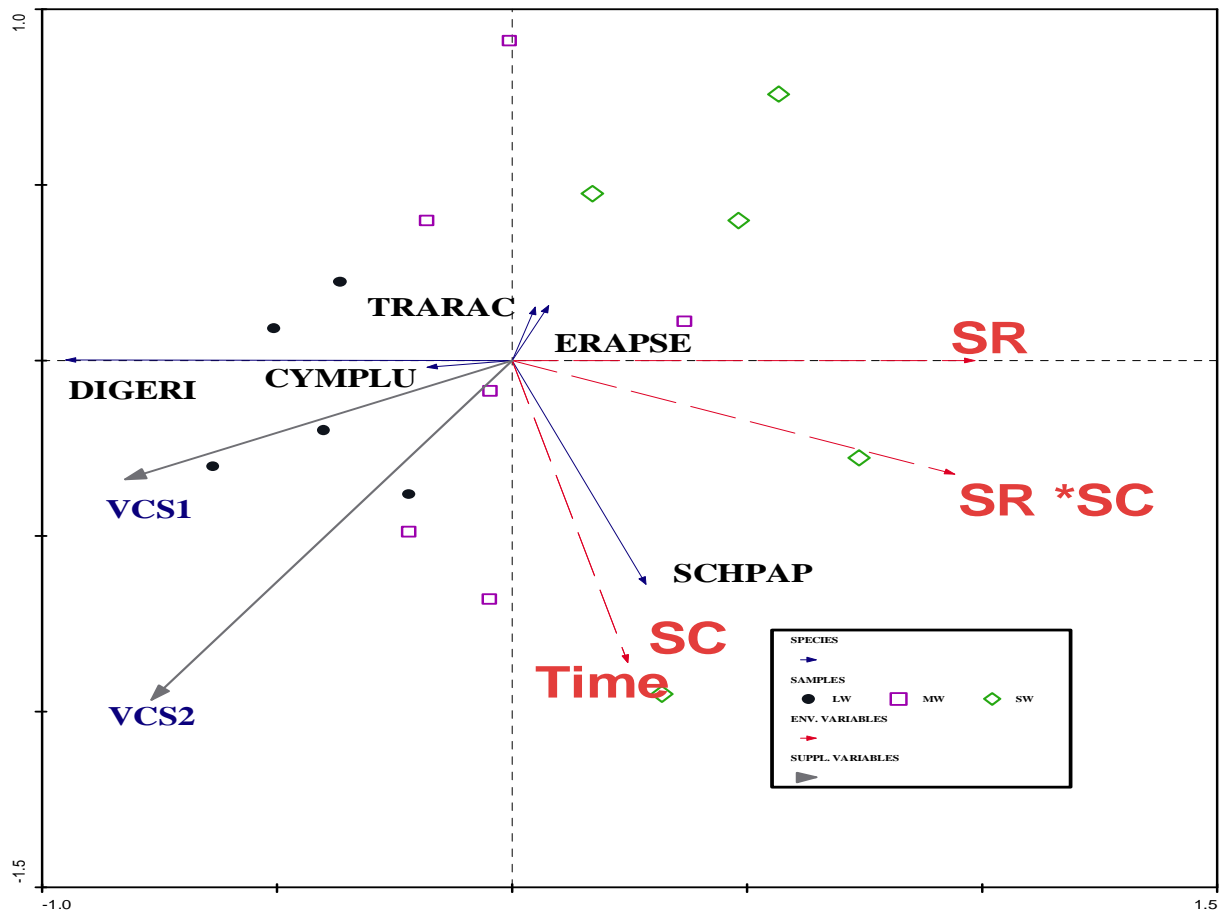 1.0
TRARAC
ERAPSE
SR
DIGERI
CYMPLU
VCS1
SR *SC
SCHPAP
SC
Time
VCS2
SPECIES
SAMPLES
LW MW SW
ENV. VARIABLES
SUPPL. VARIABLES
-1.5
-1.0 1.5